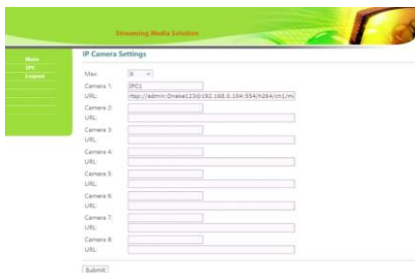 Streaming Media Solution
Main
IPC
Logout
IP Camera Settings
Max: 8
Camera 1: IPC1
URL: rtsp://admin:Dnake123@192.168.0.104:554/h264/ch1/m
Camera 2:
URL:
Camera 3:
URL:
Camera 4:
URL:
Camera 5:
URL:
Camera 6:
URL:
Camera 7:
URL:
Camera 8:
URL:
Submit